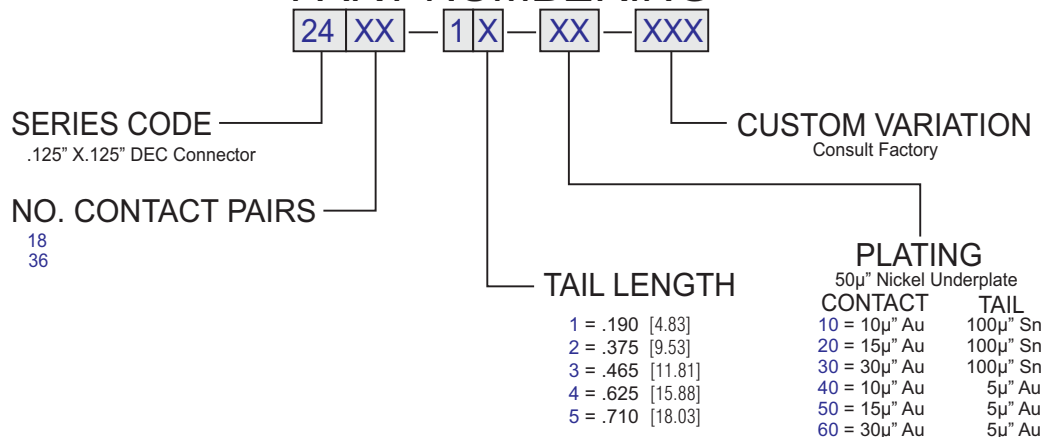 24 XX — 1 X — XX — XXX
SERIES CODE
.125” X.125” DEC Connector
NO. CONTACT PAIRS
18
36
TAIL LENGTH
1 = .190 [4.83]
2 = .375 [9.53]
3 = .465 [11.81]
4 = .625 [15.88]
5 = .710 [18.03]
CUSTOM VARIATION
Consult Factory
PLATING
50µ” Nickel Underplate
CONTACT TAIL
10 = 10µ” Au 100µ” Sn
20 = 15µ” Au 100µ” Sn
30 = 30µ” Au 100µ” Sn
40 = 10µ” Au 5µ” Au
50 = 15µ” Au 5µ” Au
60 = 30µ” Au 5µ” Au